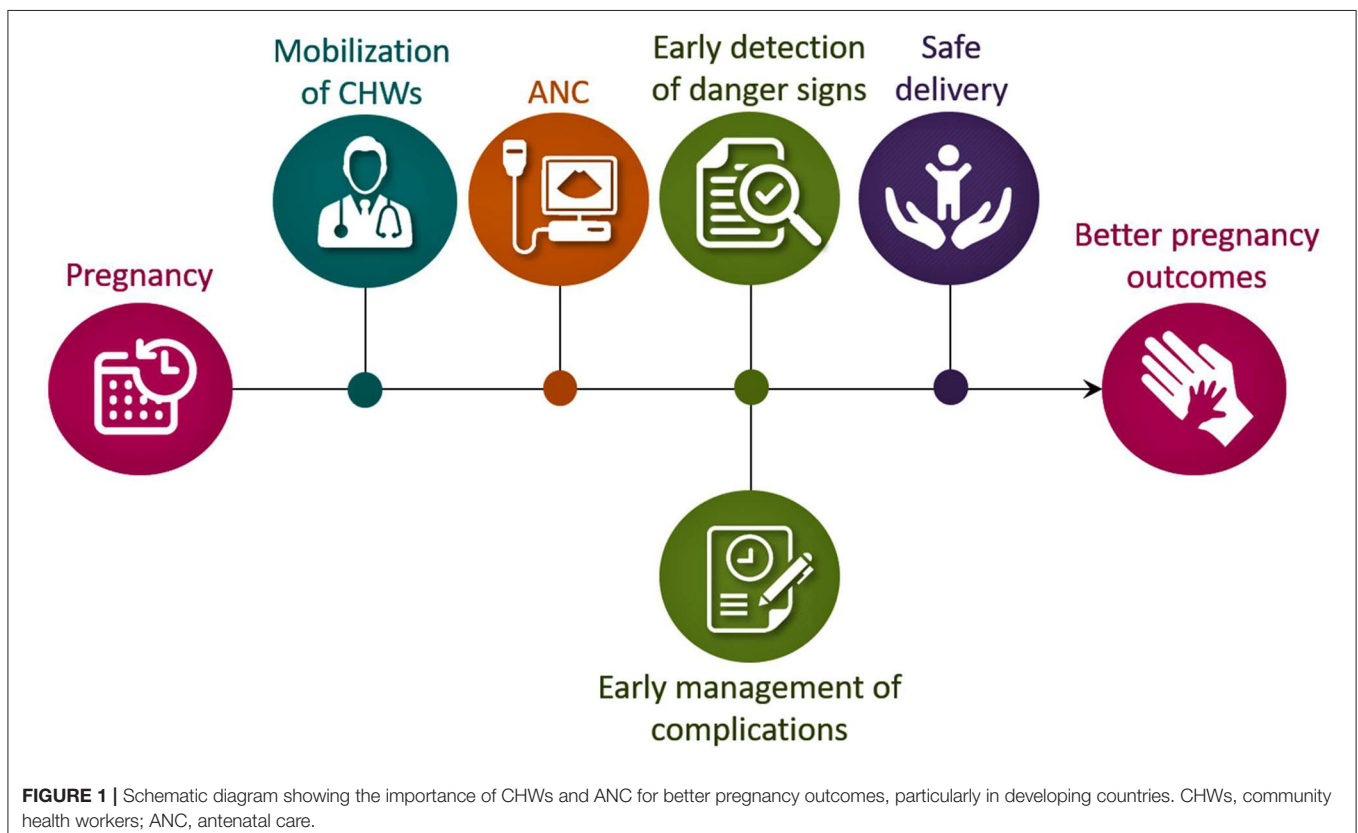 Mobilization
of CHWs
ANC
Early detection
of danger signs
Safe
delivery
Pregnancy
Better pregnancy
outcomes
Early management of
complications
FIGURE 1 | Schematic diagram showing the importance of CHWs and ANC for better pregnancy outcomes, particularly in developing countries. CHWs, community
health workers; ANC, antenatal care.